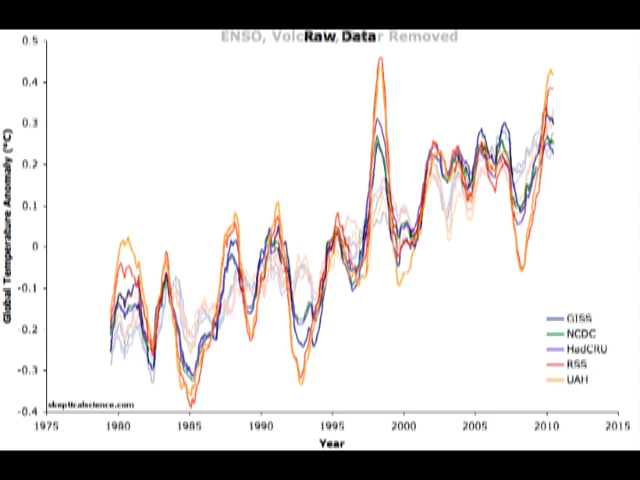 ENSO, Removed
Raw Data
0.5
0.4
0.3
0.2
0.1
0
-0.1
-0.2
-0.3
-0.4
Global Temperature Anomaly (°C)
GISS
NCDC
HadCRU
RSS
UAH
skepticalscience.com
1975 1980 1985 1990 1995 2000 2005 2010 2015
Year